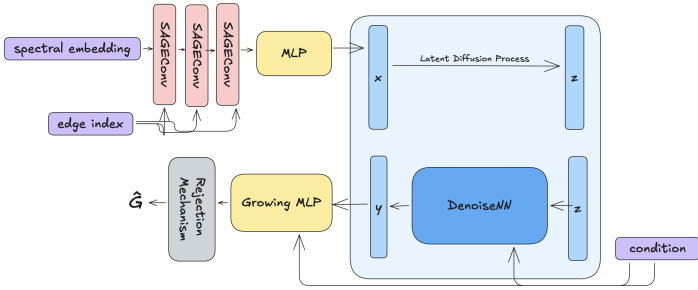 spectral embedding
SAGEConv
SAGEConv
SAGEConv
MLP
x
Latent Diffusion Process
z
edge index
Ĝ
Rejection
Mechanism
Growing MLP
y
DenoiseNN
z
condition